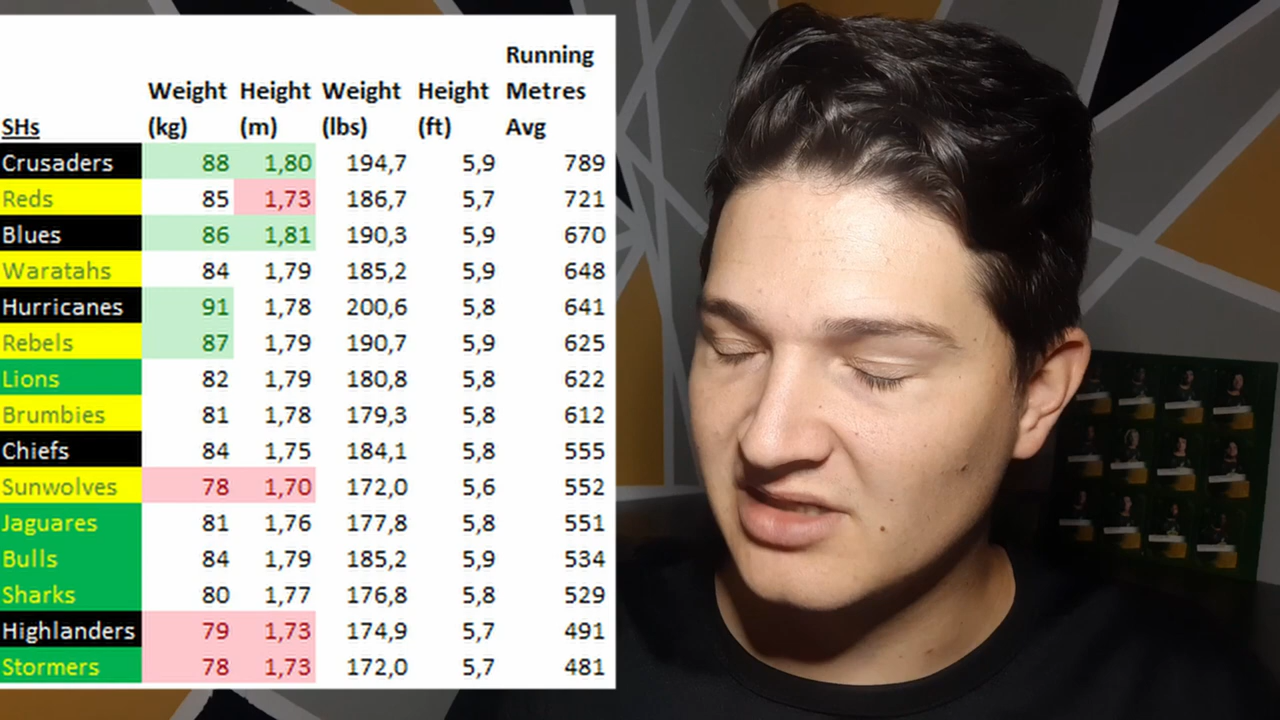 Running
Weight Height Weight Height Metres
SHs (kg) (m) (lbs) (ft) Avg
Crusaders 88 1,80 194,7 5,9 789
Reds 85 1,73 186,7 5,7 721
Blues 86 1,81 190,3 5,9 670
Waratahs 84 1,79 185,2 5,9 648
Hurricanes 91 1,78 200,6 5,8 641
Rebels 87 1,79 190,7 5,9 625
Lions 82 1,79 180,8 5,8 622
Brumbies 81 1,78 179,3 5,8 612
Chiefs 84 1,75 184,1 5,8 555
Sunwolves 78 1,70 172,0 5,6 552
Jaguares 81 1,76 177,8 5,8 551
Bulls 84 1,79 185,2 5,9 534
Sharks 80 1,77 176,8 5,8 529
Highlanders 79 1,73 174,9 5,7 491
Stormers 78 1,73 172,0 5,7 481